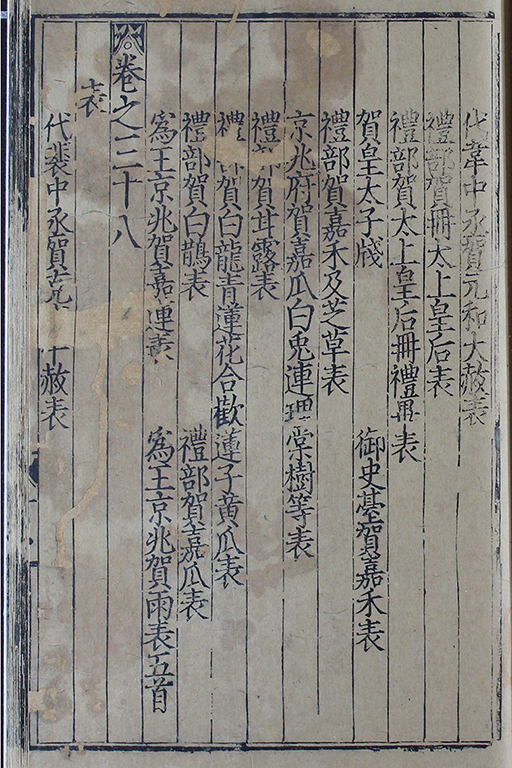 代韋中丞賀元和大赦表
禮部賀冊太上皇后表
禮部賀太上皇后冊禮畢表
賀皇太子牋 御史臺賀嘉禾表
禮部賀嘉禾及芝草表
京兆府賀嘉瓜白兎連理棠樹等表
禮部賀甘露表
禮部賀白龍青蓮花合歡蓮子黄瓜表
禮部賀白鵲表 禮部賀嘉瓜表
爲王京兆賀嘉蓮表 爲王京兆賀雨表五首
卷之三十八
表
代裴中丞賀 赦表